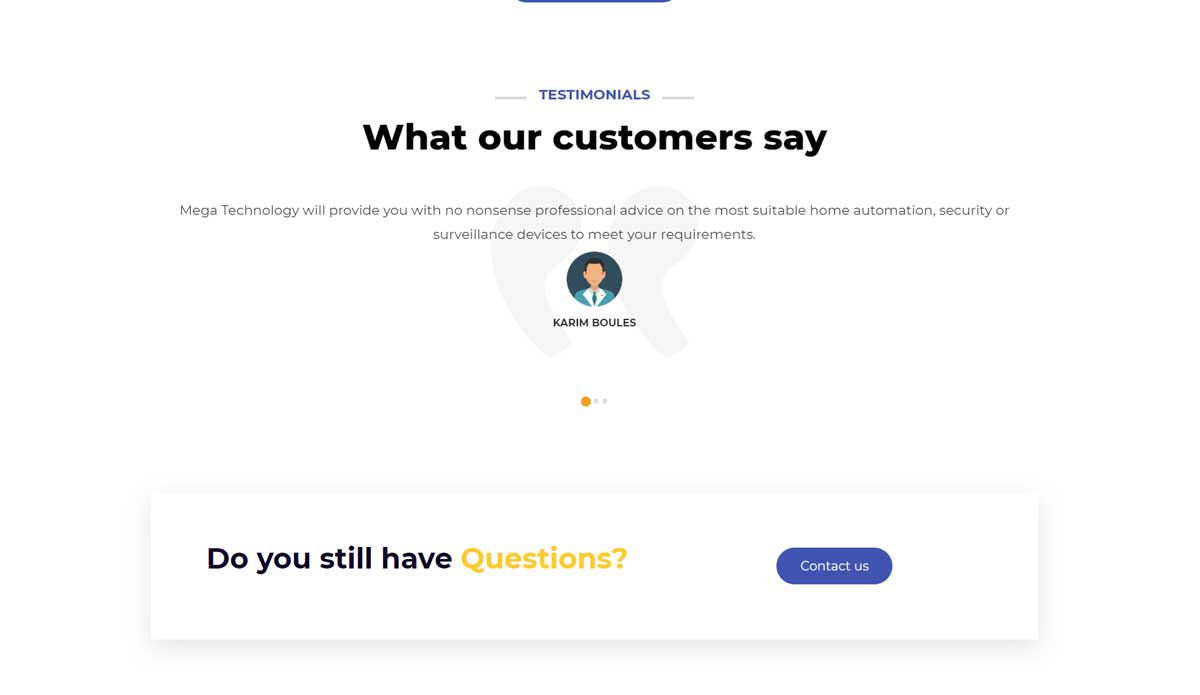 TESTIMONIALS
What our customers say
Mega Technology will provide you with no nonsense professional advice on the most suitable home automation, security or
surveillance devices to meet your requirements.
KARIM BOULES
Do you still have Questions?
Contact us